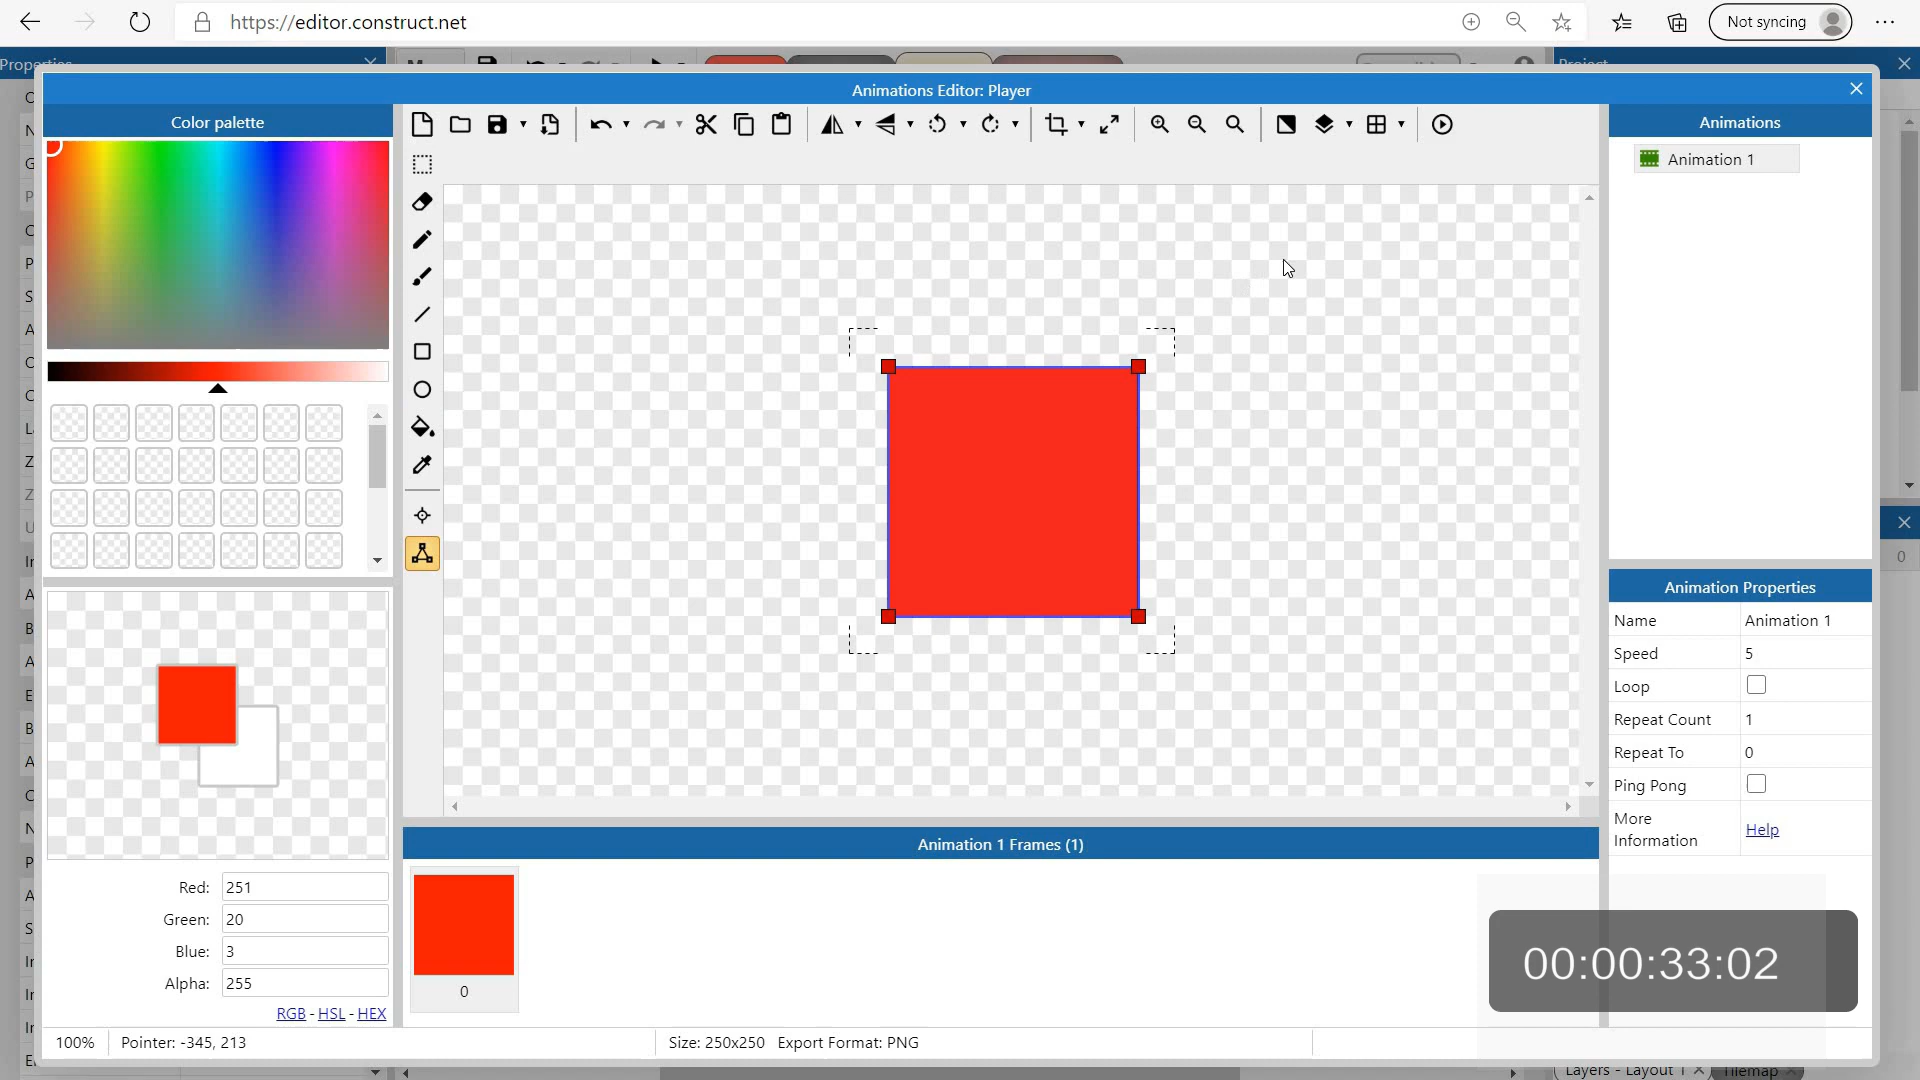 https://editor.construct.net
Not syncing
Properties
Project
Animations Editor: Player
Color palette
Animations
Animation 1
Animation Properties
Name Animation 1
Speed 5
Loop
Repeat Count 1
Repeat To 0
Ping Pong
More Information Help
Animation 1 Frames (1)
0
0
Red: 251
Green: 20
Blue: 3
Alpha: 255
RGB - HSL - HEX
00:00:33:02
100%
Pointer: -345, 213
Size: 250x250 Export Format: PNG
Layers - Layout 1
Tilemap